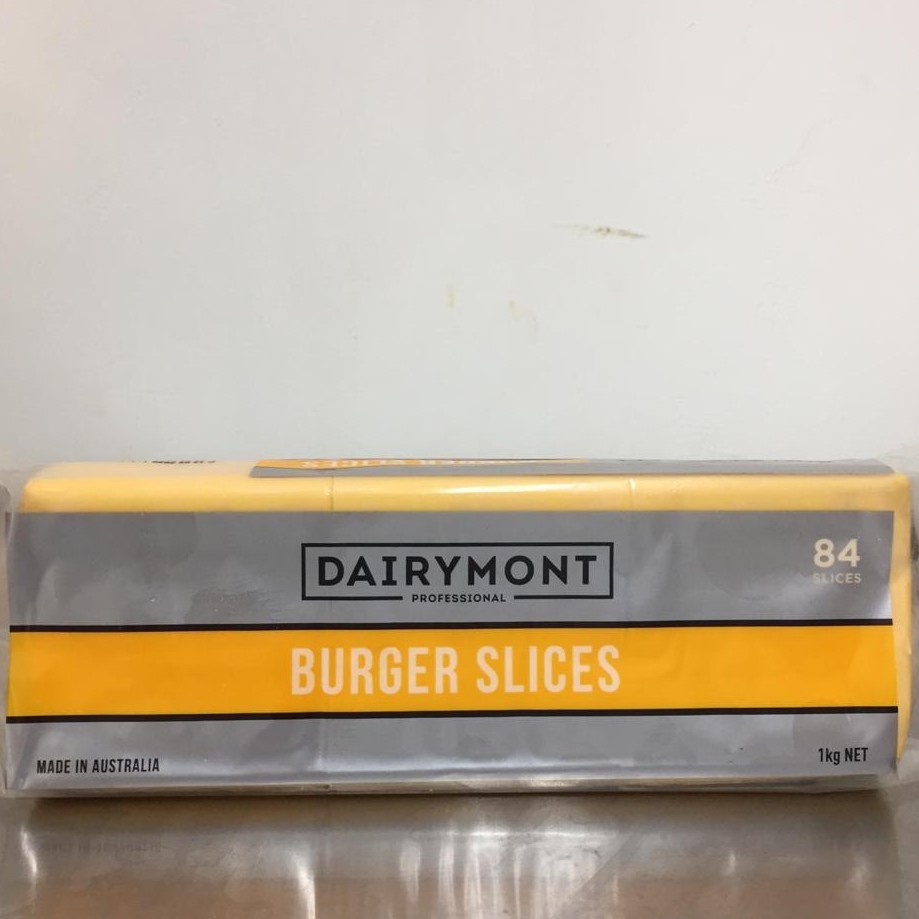 DAIRYMONT
PROFESSIONAL
84
SLICES
BURGER SLICES
MADE IN AUSTRALIA
1kg NET